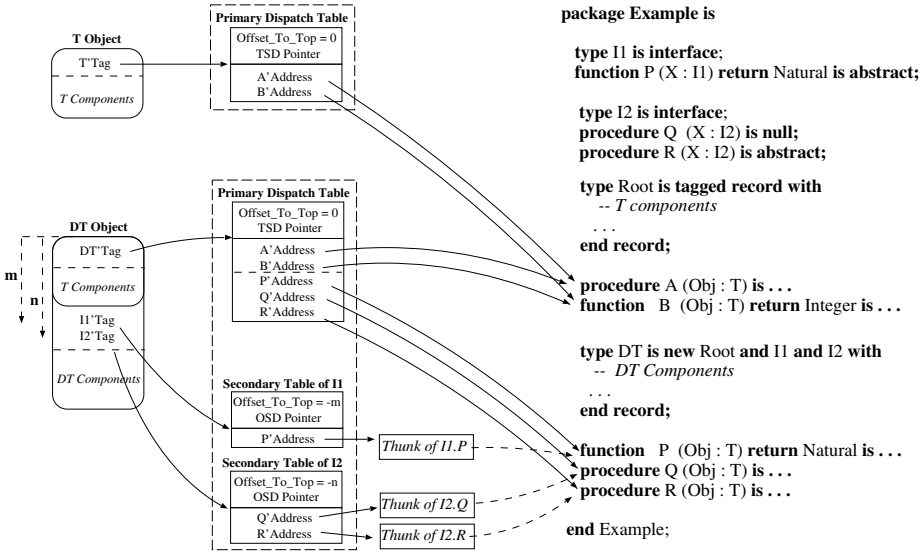 T Object
T'Tag
T Components
Primary Dispatch Table
Offset_To_Top = 0
TSD Pointer
A'Address
B'Address
DT Object
m
n
DT'Tag
T Components
I1'Tag
I2'Tag
DT Components
Primary Dispatch Table
Offset_To_Top = 0
TSD Pointer
A'Address
B'Address
P'Address
Q'Address
R'Address
Secondary Table of I1
Offset_To_Top = -m
OSD Pointer
P'Address
Secondary Table of I2
Offset_To_Top = -n
OSD Pointer
Q'Address
R'Address
Thunk of I1.P
Thunk of I2.Q
Thunk of I2.R
package Example is
type I1 is interface;
function P (X : I1) return Natural is abstract;
type I2 is interface;
procedure Q (X : I2) is null;
procedure R (X : I2) is abstract;
type Root is tagged record with
-- T components
. . .
end record;
procedure A (Obj : T) is . . .
function B (Obj : T) return Integer is . . .
type DT is new Root and I1 and I2 with
-- DT Components
. . .
end record;
function P (Obj : T) return Natural is . . .
procedure Q (Obj : T) is . . .
procedure R (Obj : T) is . . .
end Example;